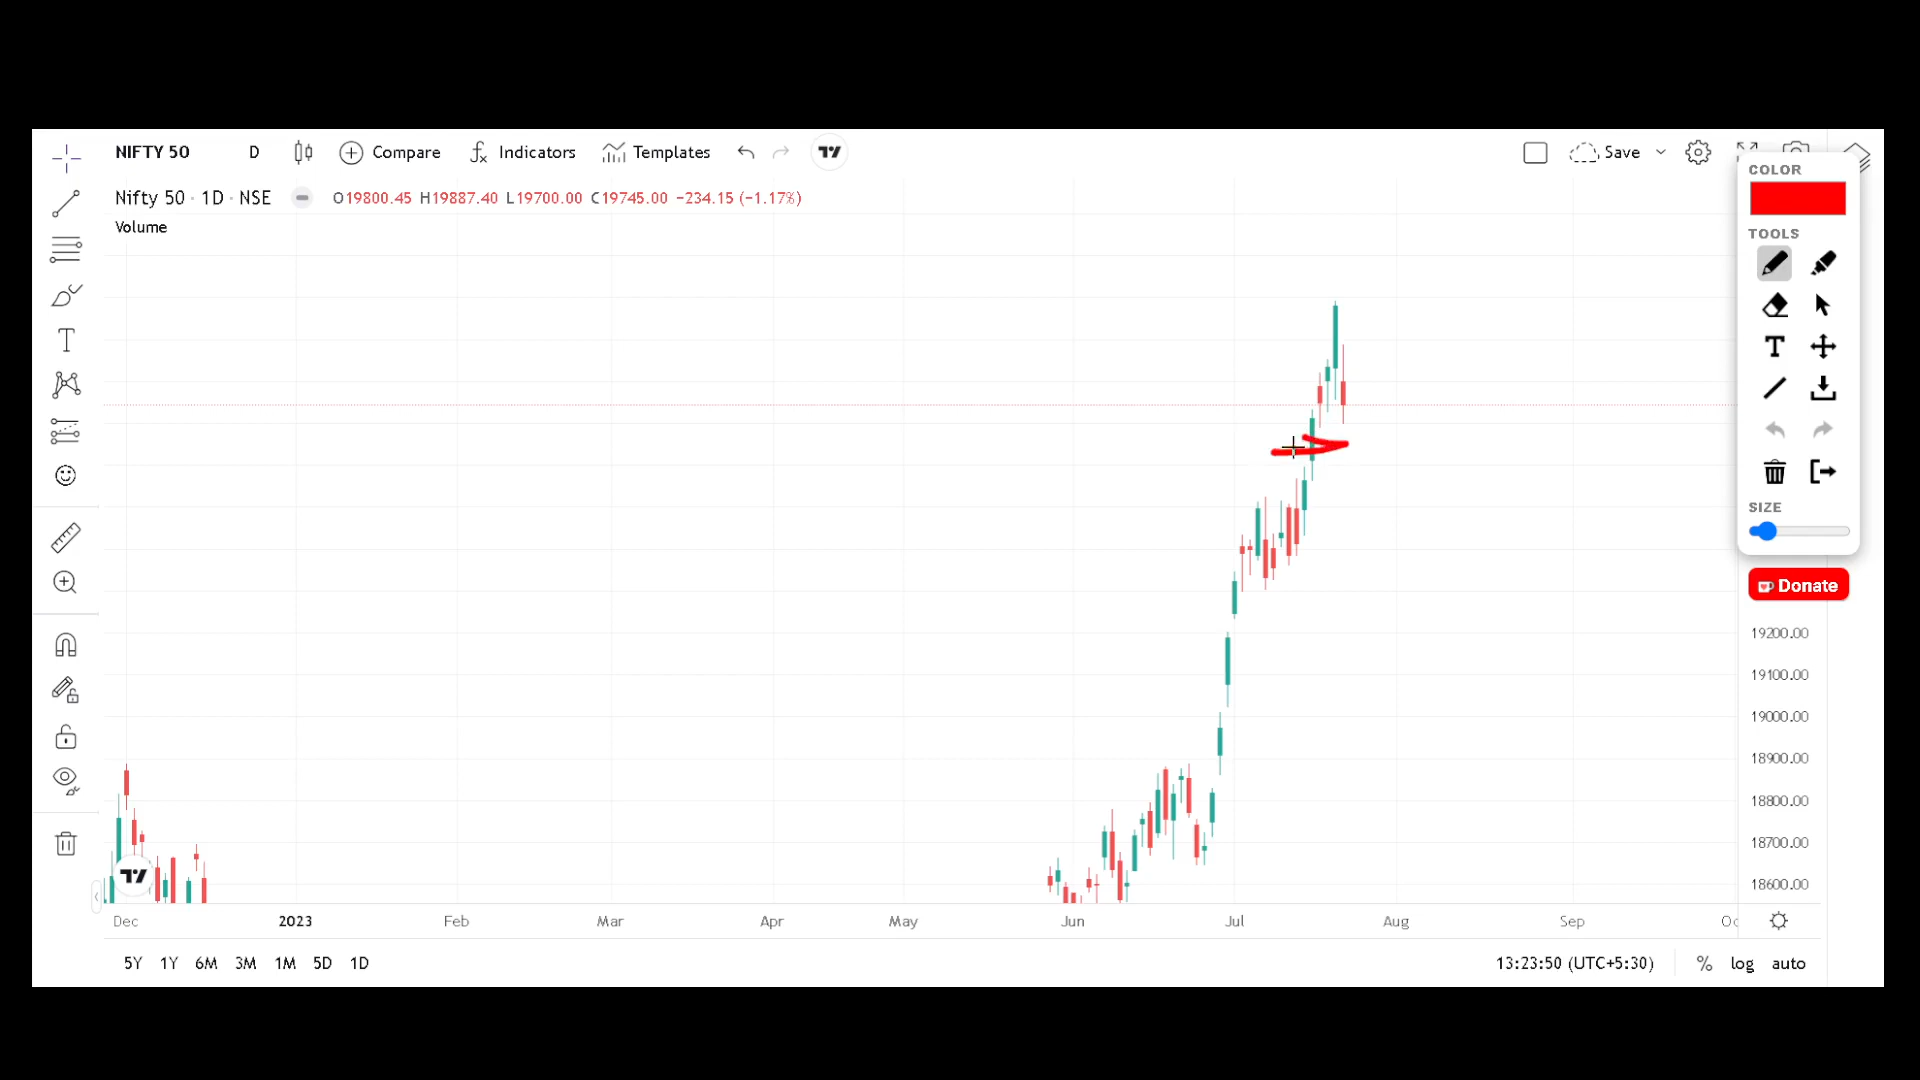 NIFTY 50 D Compare Indicators Templates Save
Nifty 50 · 1D · NSE O19800.45 H19887.40 L19700.00 C19745.00 −234.15 (−1.17%)
Volume
COLOR
TOOLS
SIZE
Donate
19200.00
19100.00
19000.00
18900.00
18800.00
18700.00
18600.00
Dec 2023 Feb Mar Apr May Jun Jul Aug Sep
5Y 1Y 6M 3M 1M 5D 1D 13:23:50 (UTC+5:30) % log auto